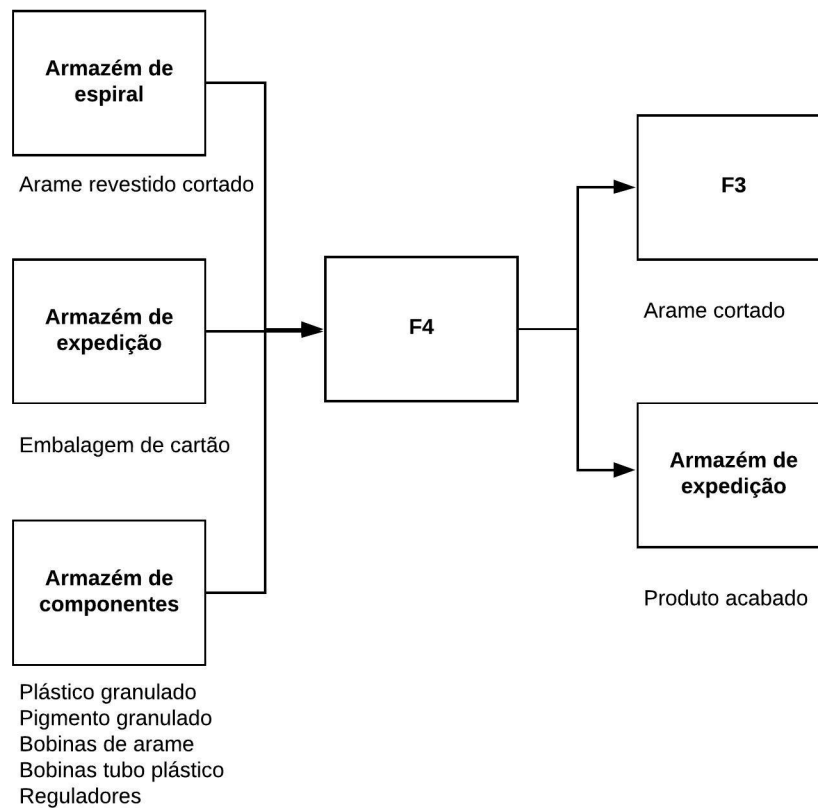 Armazém de
espiral
Arame revestido cortado
Armazém de
expedição
Embalagem de cartão
Armazém de
componentes
Plástico granulado
Pigmento granulado
Bobinas de arame
Bobinas tubo plástico
Reguladores
F4
F3
Arame cortado
Armazém de
expedição
Produto acabado